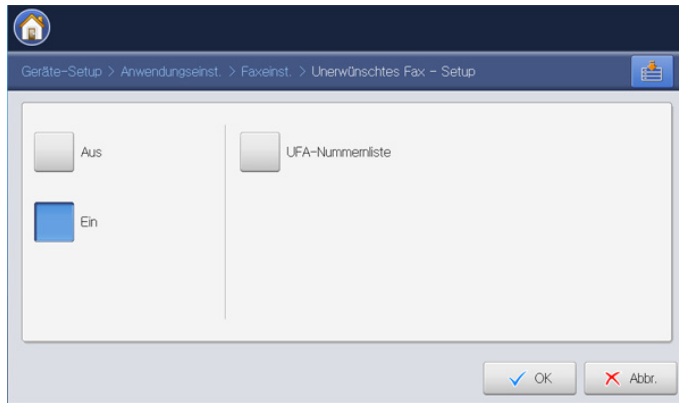 Geräte-Setup > Anwendungseinst. > Faxeinst. > Unerwünschtes Fax - Setup
Aus
UFA-Nummernliste
Ein
OK
Abbr.